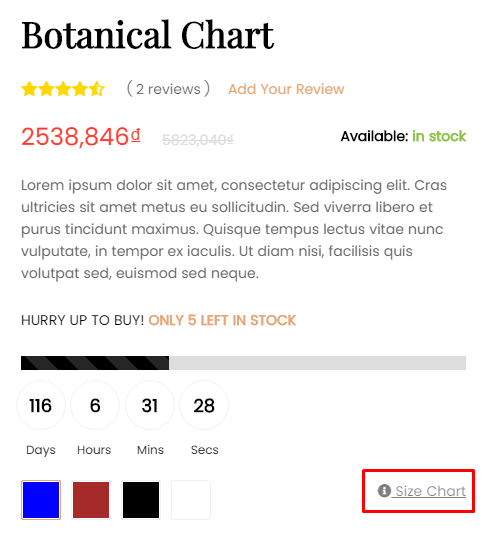 Botanical Chart
( 2 reviews ) Add Your Review
2538,846₫ 5823,040₫ Available: in stock
Lorem ipsum dolor sit amet, consectetur adipiscing elit. Cras
ultricies sit amet metus eu sollicitudin. Sed viverra libero et
purus tincidunt maximus. Quisque tempus lectus vitae nunc
vulputate, in tempor ex iaculis. Ut diam nisi, facilisis quis
volutpat sed, euismod sed neque.
HURRY UP TO BUY! ONLY 5 LEFT IN STOCK
116 6 31 28
Days Hours Mins Secs
Size Chart